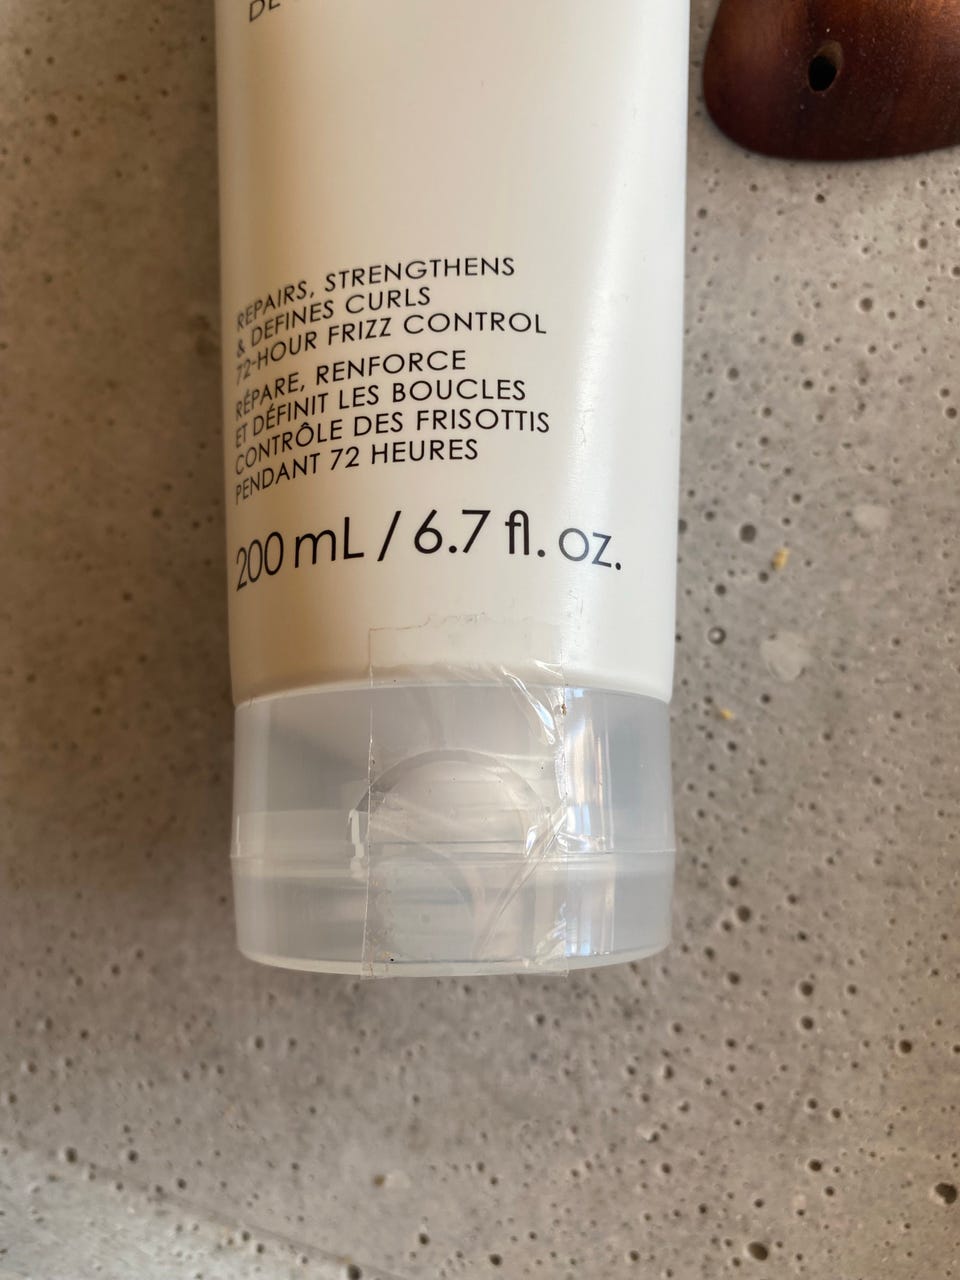 DE
REPAIRS, STRENGTHENS
& DEFINES CURLS
72-HOUR FRIZZ CONTROL
RÉPARE, RENFORCE
ET DÉFINIT LES BOUCLES
CONTRÔLE DES FRISOTTIS
PENDANT 72 HEURES
200 mL / 6.7 fl. oz.